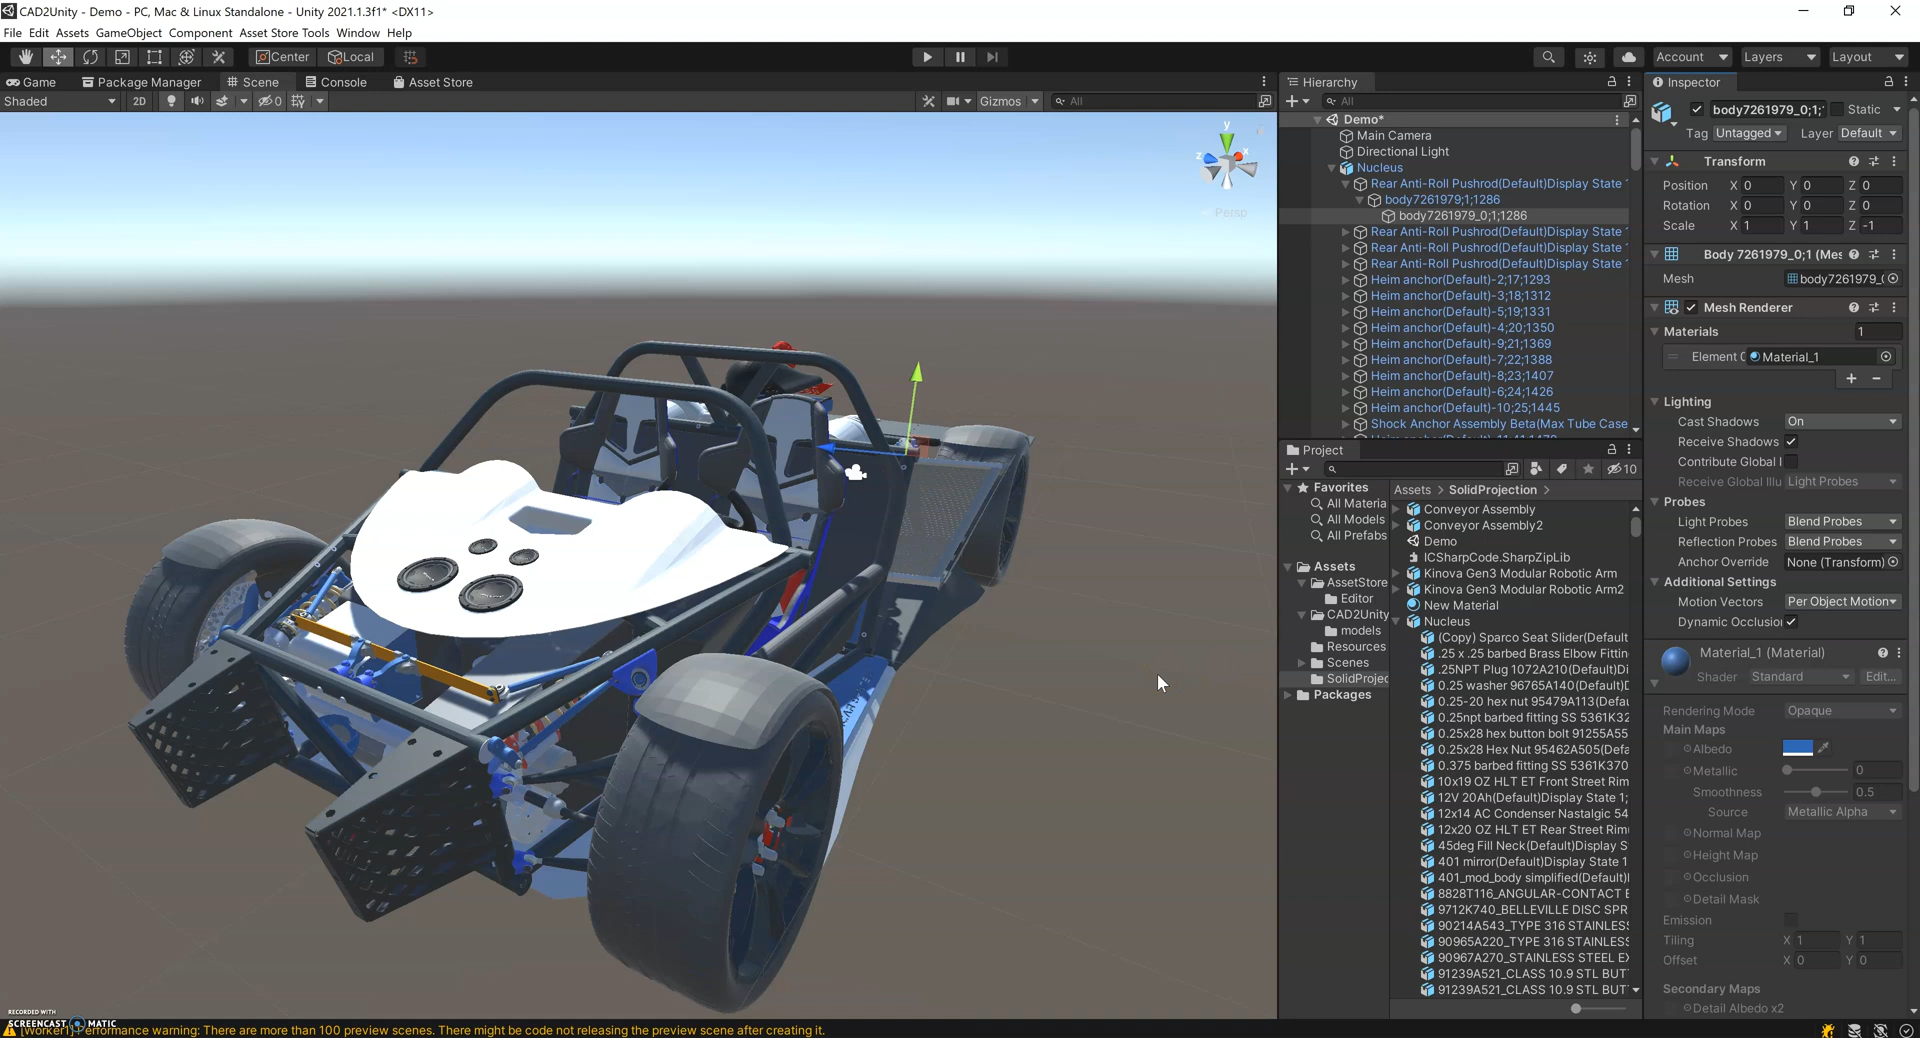 CAD2Unity - Demo - PC, Mac & Linux Standalone - Unity 2021.1.3f1* <DX11>
File Edit Assets GameObject Component Asset Store Tools Window Help
Center Local
Account Layers Layout
Game Package Manager Scene Console Asset Store
Shaded 2D 0 Gizmos All
y
z x
Persp
Hierarchy
All
Demo*
Main Camera
Directional Light
Nucleus
Rear Anti-Roll Pushrod(Default)Display State
body7261979;1;1286
body7261979_0;1;1286
Rear Anti-Roll Pushrod(Default)Display State
Rear Anti-Roll Pushrod(Default)Display State
Rear Anti-Roll Pushrod(Default)Display State
Heim anchor(Default)-2;17;1293
Heim anchor(Default)-3;18;1312
Heim anchor(Default)-5;19;1331
Heim anchor(Default)-4;20;1350
Heim anchor(Default)-9;21;1369
Heim anchor(Default)-7;22;1388
Heim anchor(Default)-8;23;1407
Heim anchor(Default)-6;24;1426
Heim anchor(Default)-10;25;1445
Shock Anchor Assembly Beta(Max Tube Case
Project
10
Favorites
All Materia
All Models
All Prefabs
Assets
AssetStore
Editor
CAD2Unity
models
Resources
Scenes
SolidProjec
Packages
Assets > SolidProjection >
Conveyor Assembly
Conveyor Assembly2
Demo
ICSharpCode.SharpZipLib
Kinova Gen3 Modular Robotic Arm
Kinova Gen3 Modular Robotic Arm2
New Material
Nucleus
(Copy) Sparco Seat Slider(Default
.25 x .25 barbed Brass Elbow Fittin
.25NPT Plug 1072A210(Default)Di
0.25 washer 96765A140(Default)D
0.25-20 hex nut 95479A113(Defau
0.25npt barbed fitting SS 5361K32
0.25x28 hex button bolt 91255A55
0.25x28 Hex Nut 95462A505(Defa
0.375 barbed fitting SS 5361K370
10x19 OZ HLT ET Front Street Rim
12V 20Ah(Default)Display State 1;
12x14 AC Condenser Nastalgic 54
12x20 OZ HLT ET Rear Street Rim
45deg Fill Neck(Default)Display S
401 mirror(Default)Display State 1
401_mod_body simplified(Default)
8828T116_ANGULAR-CONTACT
9712K740_BELLEVILLE DISC SPR
90214A543_TYPE 316 STAINLESS
90965A220_TYPE 316 STAINLESS
90967A270_STAINLESS STEEL EX
91239A521_CLASS 10.9 STL BUT
91239A521_CLASS 10.9 STL BUT
Inspector
body7261979_0;1; Static
Tag Untagged Layer Default
Transform
Position X 0 Y 0 Z 0
Rotation X 0 Y 0 Z 0
Scale X 1 Y 1 Z -1
Body 7261979_0;1 (Mes
Mesh body7261979_
Mesh Renderer
Materials 1
Element Material_1
+ −
Lighting
Cast Shadows On
Receive Shadows
Contribute Global I
Receive Global Illu Light Probes
Probes
Light Probes Blend Probes
Reflection Probes Blend Probes
Anchor Override None (Transform)
Additional Settings
Motion Vectors Per Object Motion
Dynamic Occlusio
Material_1 (Material)
Shader Standard Edit...
Rendering Mode Opaque
Main Maps
Albedo
Metallic 0
Smoothness 0.5
Source Metallic Alpha
Normal Map
Height Map
Occlusion
Detail Mask
Emission
Tiling X 1 Y 1
Offset X 0 Y 0
Secondary Maps
Detail Albedo x2
RECORDED WITH
SCREENCAST MATIC
[Worker1] Performance warning: There are more than 100 preview scenes. There might be code not releasing the preview scene after creating it.